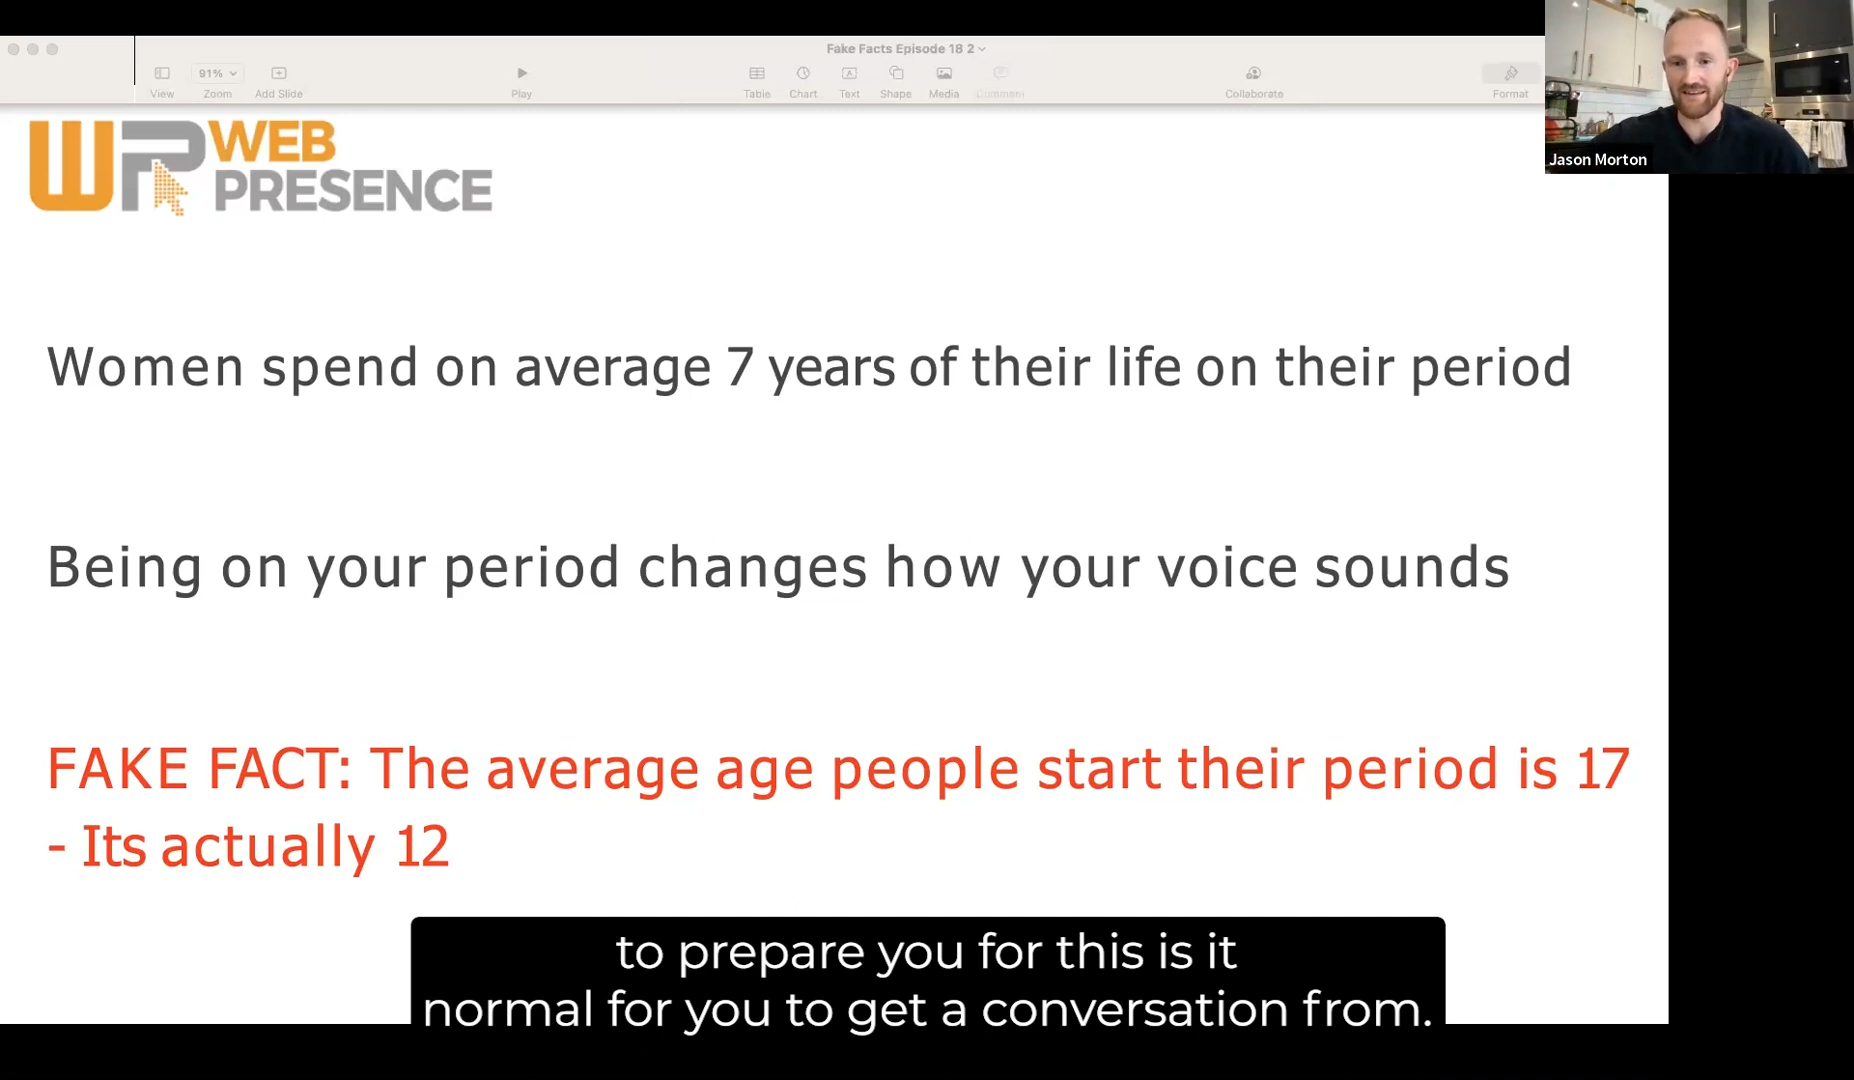 Fake Facts Episode 18 2
91%
View
Zoom
Add Slide
Play
Table
Chart
Text
Shape
Media
Comment
Collaborate
Format
Jason Morton
WP WEB
PRESENCE
Women spend on average 7 years of their life on their period
Being on your period changes how your voice sounds
FAKE FACT: The average age people start their period is 17
- Its actually 12
to prepare you for this is it
normal for you to get a conversation from.